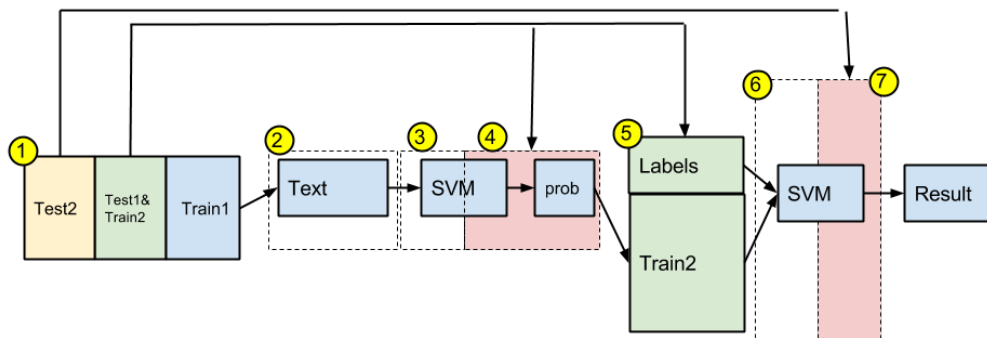 1
2
3
4
5
6
7
Test2
Test1&
Train2
Train1
Text
SVM
prob
Labels
Train2
SVM
Result